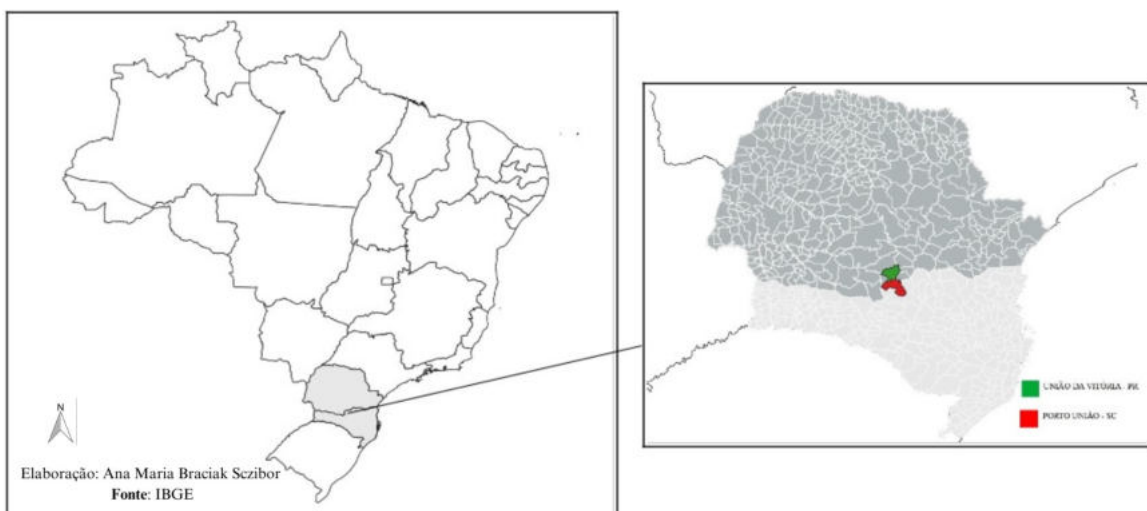 N
Elaboração: Ana Maria Braciak Sczibor
Fonte: IBGE
UNIÃO DA VITÓRIA - PR
PORTO UNIÃO - SC